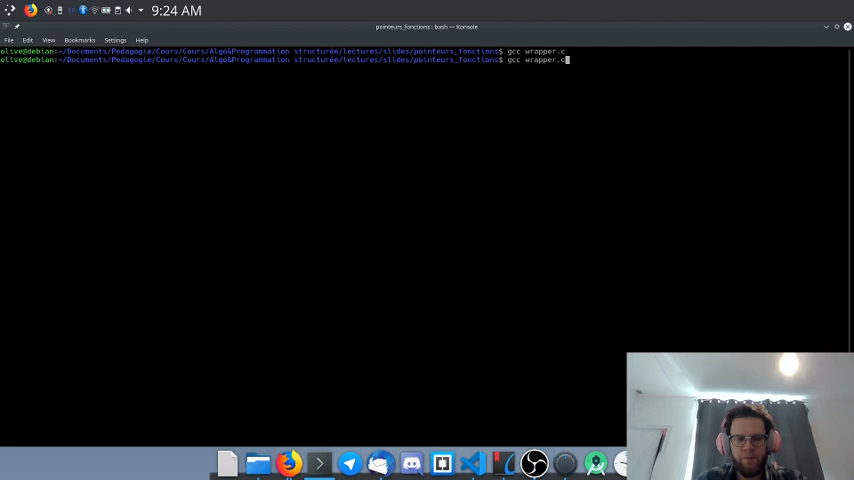 9:24 AM
pointeurs_fonctions : bash — Konsole
File Edit View Bookmarks Settings Help
olive@debian:~/Documents/Pedagogie/Cours/Cours/Algo&Programation structurée/lectures/slides/pointeurs_fonctions$ gcc wrapper.c
olive@debian:~/Documents/Pedagogie/Cours/Cours/Algo&Programation structurée/lectures/slides/pointeurs_fonctions$ gcc wrapper.c